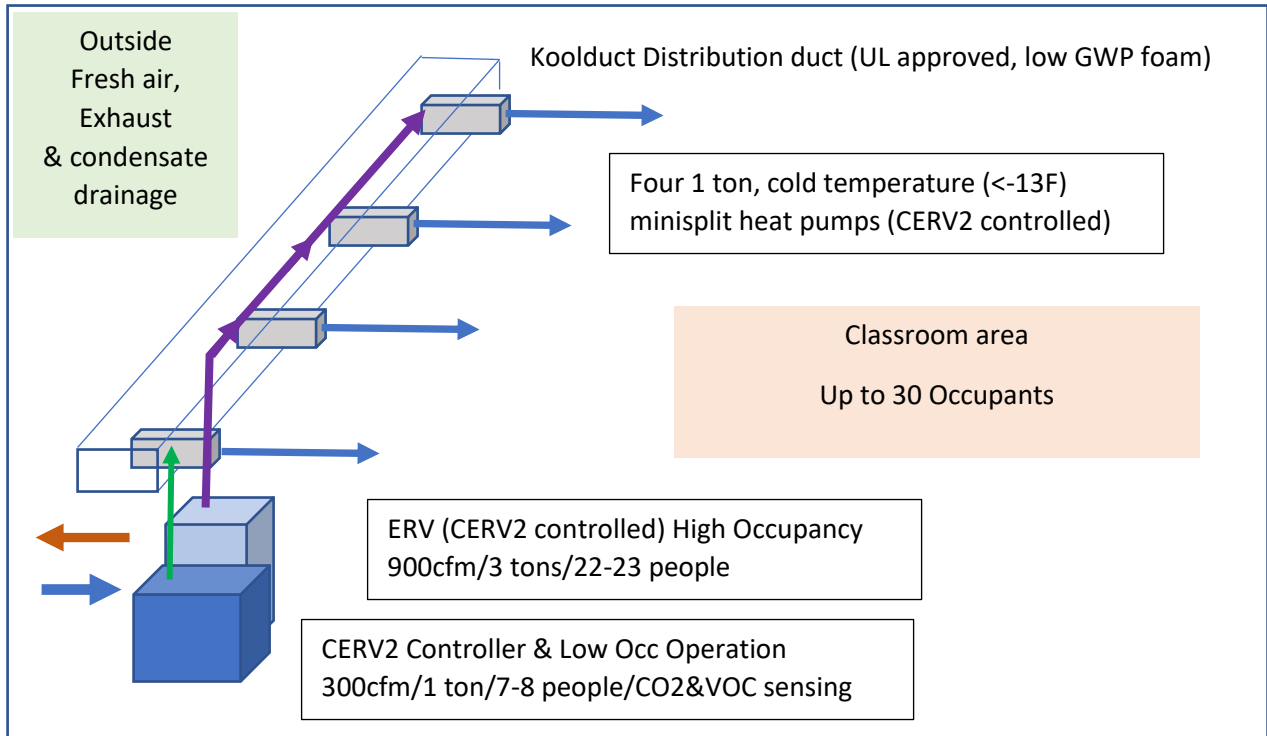 Outside
Fresh air,
Exhaust
& condensate
drainage
Koolduct Distribution duct (UL approved, low GWP foam)
Four 1 ton, cold temperature (<-13F)
minisplit heat pumps (CERV2 controlled)
Classroom area
Up to 30 Occupants
ERV (CERV2 controlled) High Occupancy
900cfm/3 tons/22-23 people
CERV2 Controller & Low Occ Operation
300cfm/1 ton/7-8 people/CO2&VOC sensing